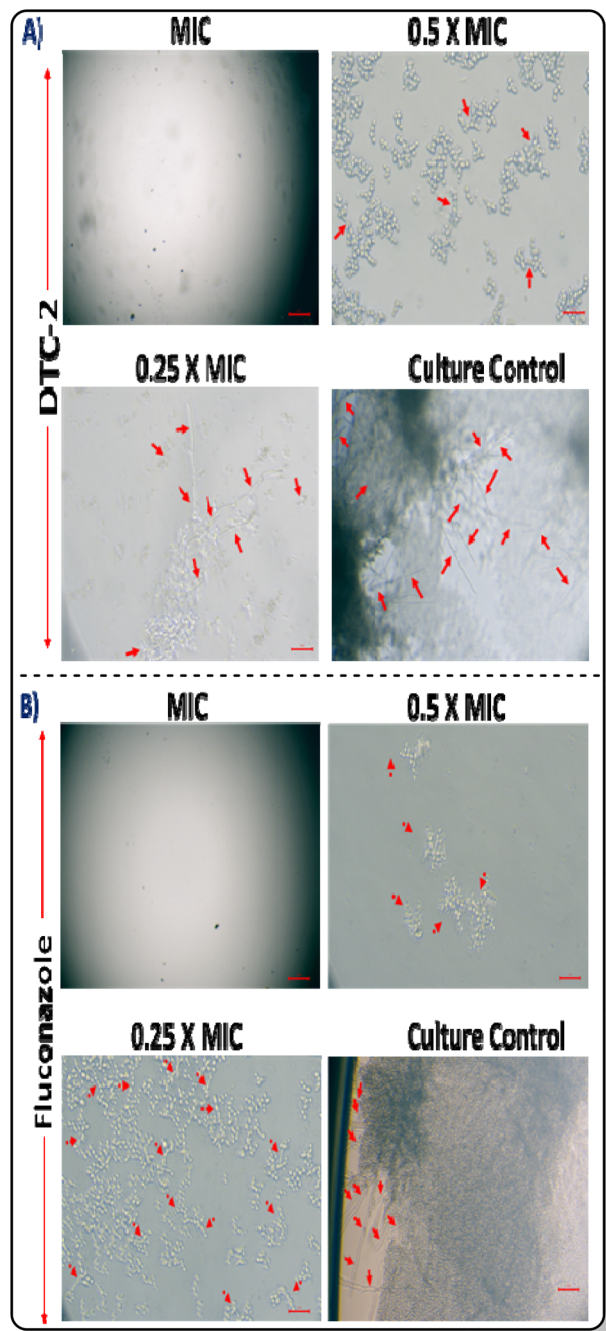 A)
MIC
0.5 X MIC
DTC-2
0.25 X MIC
Culture Control
B)
MIC
0.5 X MIC
Fluconazole
0.25 X MIC
Culture Control